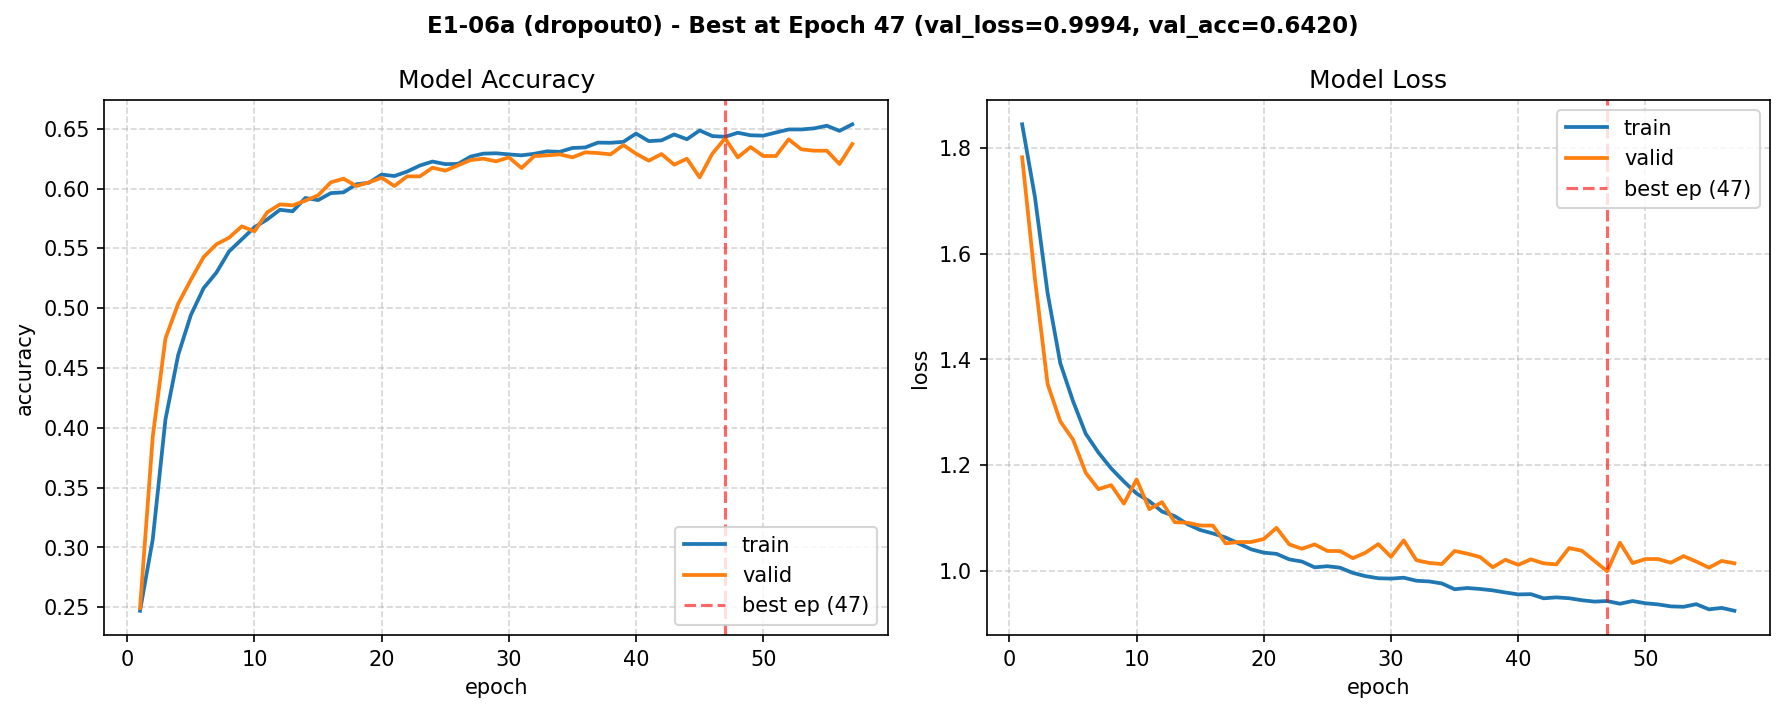 E1-06a (dropout0) - Best at Epoch 47 (val_loss=0.9994, val_acc=0.6420)
Model Accuracy
accuracy
0.65
0.60
0.55
0.50
0.45
0.40
0.35
0.30
0.25
0
10
20
30
40
50
epoch
train
valid
best ep (47)
Model Loss
loss
1.8
1.6
1.4
1.2
1.0
0
10
20
30
40
50
epoch
train
valid
best ep (47)